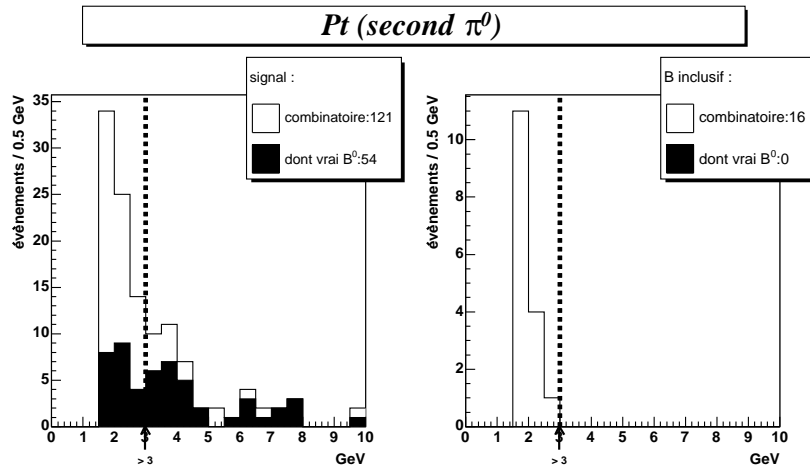 Pt (second π⁰)
signal :
combinatoire:121
dont vrai B⁰:54
évènements / 0.5 GeV
35
30
25
20
15
10
5
0
0 1 2 3 4 5 6 7 8 9 10
> 3
GeV
B inclusif :
combinatoire:16
dont vrai B⁰:0
évènements / 0.5 GeV
10
8
6
4
2
0
0 1 2 3 4 5 6 7 8 9 10
> 3
GeV